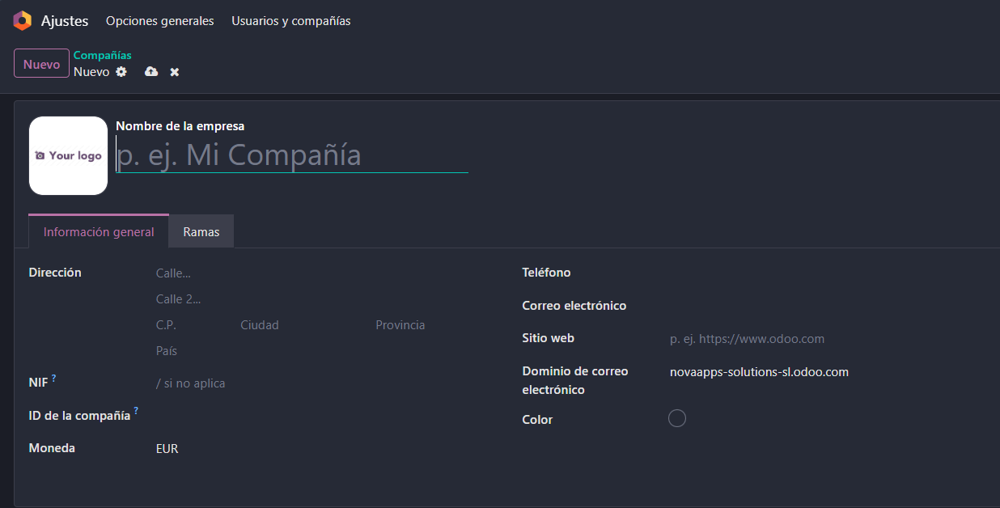 Ajustes Opciones generales Usuarios y compañías
Nuevo
Compañías
Nuevo
Your logo
Nombre de la empresa
p. ej. Mi Compañía
Información general Ramas
Dirección Calle...
Calle 2...
C.P. Ciudad Provincia
País
NIF ? / si no aplica
ID de la compañía ?
Moneda EUR
Teléfono
Correo electrónico
Sitio web p. ej. https://www.odoo.com
Dominio de correo electrónico novaapps-solutions-sl.odoo.com
Color